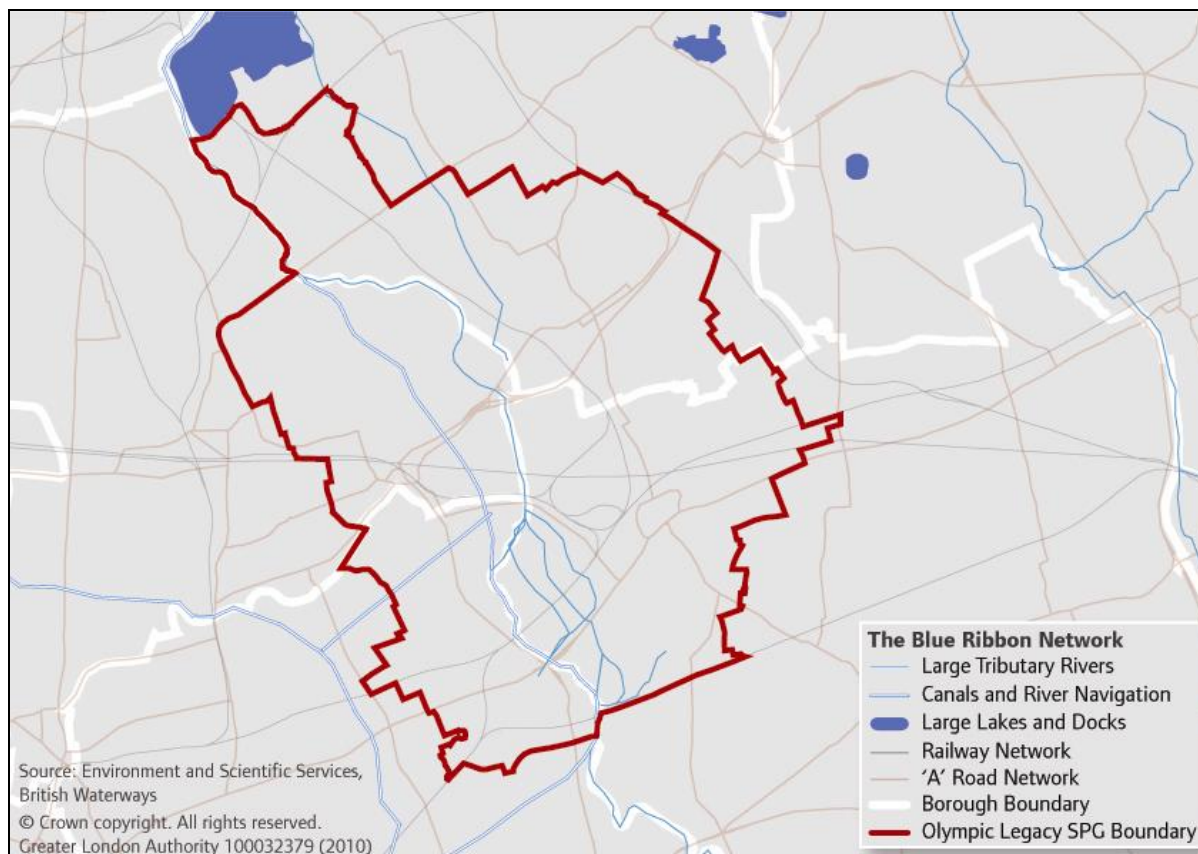 The Blue Ribbon Network
Large Tributary Rivers
Canals and River Navigation
Large Lakes and Docks
Railway Network
'A' Road Network
Borough Boundary
Olympic Legacy SPG Boundary
Source: Environment and Scientific Services,
British Waterways
© Crown copyright. All rights reserved.
Greater London Authority 100032379 (2010)